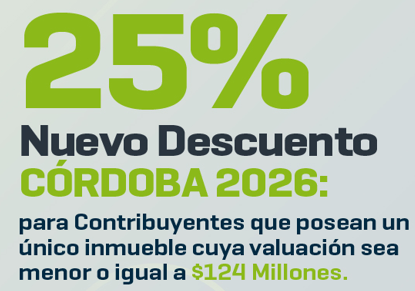 25%
Nuevo Descuento
CÓRDOBA 2026:
para Contribuyentes que posean un
único inmueble cuya valuación sea
menor o igual a $124 Millones.